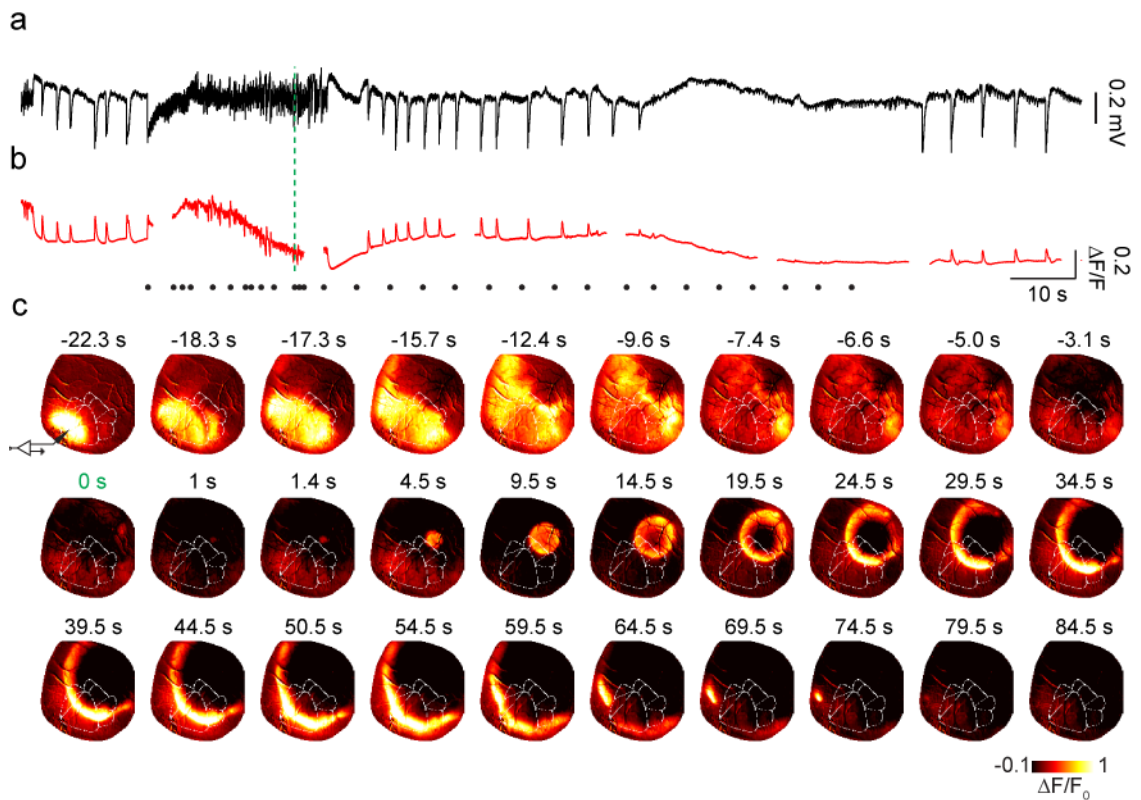 a
0.2 mV
b
0.2
ΔF/F
10 s
c
-22.3 s -18.3 s -17.3 s -15.7 s -12.4 s -9.6 s -7.4 s -6.6 s -5.0 s -3.1 s
0 s 1 s 1.4 s 4.5 s 9.5 s 14.5 s 19.5 s 24.5 s 29.5 s 34.5 s
39.5 s 44.5 s 50.5 s 54.5 s 59.5 s 64.5 s 69.5 s 74.5 s 79.5 s 84.5 s
-0.1 1
ΔF/F₀